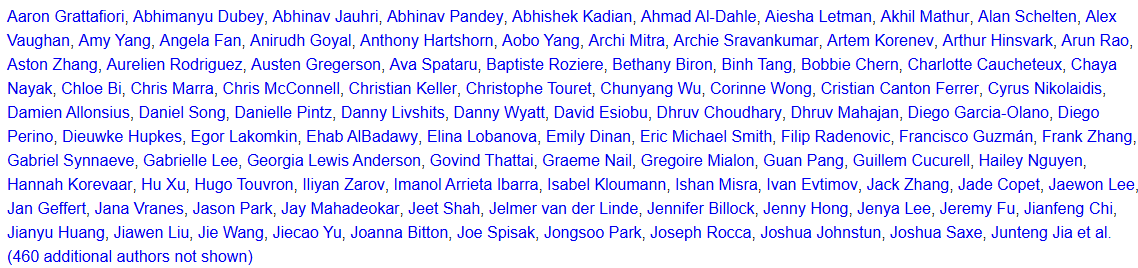 Aaron Grattafiori, Abhimanyu Dubey, Abhinav Jauhri, Abhinav Pandey, Abhishek Kadian, Ahmad Al-Dahle, Aiesha Letman, Akhil Mathur, Alan Schelten, Alex
Vaughan, Amy Yang, Angela Fan, Anirudh Goyal, Anthony Hartshorn, Aobo Yang, Archi Mitra, Archie Sravankumar, Artem Korenev, Arthur Hinsvark, Arun Rao,
Aston Zhang, Aurelien Rodriguez, Austen Gregerson, Ava Spataru, Baptiste Roziere, Bethany Biron, Binh Tang, Bobbie Chern, Charlotte Caucheteux, Chaya
Nayak, Chloe Bi, Chris Marra, Chris McConnell, Christian Keller, Christophe Touret, Chunyang Wu, Corinne Wong, Cristian Canton Ferrer, Cyrus Nikolaidis,
Damien Allonsius, Daniel Song, Danielle Pintz, Danny Livshits, Danny Wyatt, David Esiobu, Dhruv Choudhary, Dhruv Mahajan, Diego Garcia-Olano, Diego
Perino, Dieuwke Hupkes, Egor Lakomkin, Ehab AlBadawy, Elina Lobanova, Emily Dinan, Eric Michael Smith, Filip Radenovic, Francisco Guzmán, Frank Zhang,
Gabriel Synnaeve, Gabrielle Lee, Georgia Lewis Anderson, Govind Thattai, Graeme Nail, Gregoire Mialon, Guan Pang, Guillem Cucurell, Hailey Nguyen,
Hannah Korevaar, Hu Xu, Hugo Touvron, Iliyan Zarov, Imanol Arrieta Ibarra, Isabel Kloumann, Ishan Misra, Ivan Evtimov, Jack Zhang, Jade Copet, Jaewon Lee,
Jan Geffert, Jana Vranes, Jason Park, Jay Mahadeokar, Jeet Shah, Jelmer van der Linde, Jennifer Billock, Jenny Hong, Jenya Lee, Jeremy Fu, Jianfeng Chi,
Jianyu Huang, Jiawen Liu, Jie Wang, Jiecao Yu, Joanna Bitton, Joe Spisak, Jongsoo Park, Joseph Rocca, Joshua Johnstun, Joshua Saxe, Junteng Jia et al.
(460 additional authors not shown)